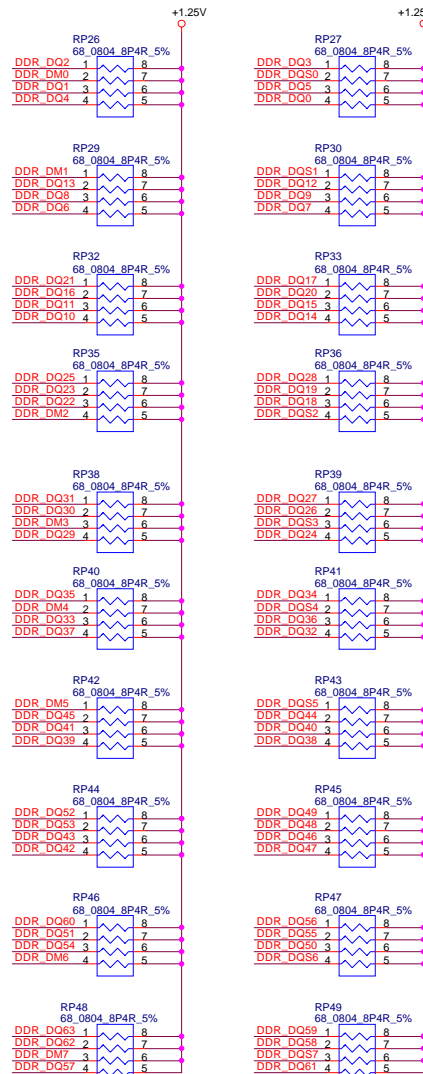 +1.25V
RP26
68_0804_8P4R_5%
DDR_DQ2 1 8
DDR_DM0 2 7
DDR_DQ1 3 6
DDR_DQ4 4 5
RP29
68_0804_8P4R_5%
DDR_DM1 1 8
DDR_DQ13 2 7
DDR_DQ8 3 6
DDR_DQ6 4 5
RP32
68_0804_8P4R_5%
DDR_DQ21 1 8
DDR_DQ16 2 7
DDR_DQ11 3 6
DDR_DQ10 4 5
RP35
68_0804_8P4R_5%
DDR_DQ25 1 8
DDR_DQ23 2 7
DDR_DQ22 3 6
DDR_DM2 4 5
RP38
68_0804_8P4R_5%
DDR_DQ31 1 8
DDR_DQ30 2 7
DDR_DM3 3 6
DDR_DQ29 4 5
RP40
68_0804_8P4R_5%
DDR_DQ35 1 8
DDR_DM4 2 7
DDR_DQ33 3 6
DDR_DQ37 4 5
RP42
68_0804_8P4R_5%
DDR_DM5 1 8
DDR_DQ45 2 7
DDR_DQ41 3 6
DDR_DQ39 4 5
RP44
68_0804_8P4R_5%
DDR_DQ52 1 8
DDR_DQ53 2 7
DDR_DQ43 3 6
DDR_DQ42 4 5
RP46
68_0804_8P4R_5%
DDR_DQ60 1 8
DDR_DQ51 2 7
DDR_DQ54 3 6
DDR_DM6 4 5
RP48
68_0804_8P4R_5%
DDR_DQ63 1 8
DDR_DQ62 2 7
DDR_DM7 3 6
DDR_DQ57 4 5
+1.25
RP27
68_0804_8P4R_5%
DDR_DQ3 1 8
DDR_DQS0 2 7
DDR_DQ5 3 6
DDR_DQ0 4 5
RP30
68_0804_8P4R_5%
DDR_DQS1 1 8
DDR_DQ12 2 7
DDR_DQ9 3 6
DDR_DQ7 4 5
RP33
68_0804_8P4R_5%
DDR_DQ17 1 8
DDR_DQ20 2 7
DDR_DQ15 3 6
DDR_DQ14 4 5
RP36
68_0804_8P4R_5%
DDR_DQ28 1 8
DDR_DQ19 2 7
DDR_DQ18 3 6
DDR_DQS2 4 5
RP39
68_0804_8P4R_5%
DDR_DQ27 1 8
DDR_DQ26 2 7
DDR_DQS3 3 6
DDR_DQ24 4 5
RP41
68_0804_8P4R_5%
DDR_DQ34 1 8
DDR_DQS4 2 7
DDR_DQ36 3 6
DDR_DQ32 4 5
RP43
68_0804_8P4R_5%
DDR_DQS5 1 8
DDR_DQ44 2 7
DDR_DQ40 3 6
DDR_DQ38 4 5
RP45
68_0804_8P4R_5%
DDR_DQ49 1 8
DDR_DQ48 2 7
DDR_DQ46 3 6
DDR_DQ47 4 5
RP47
68_0804_8P4R_5%
DDR_DQ56 1 8
DDR_DQ55 2 7
DDR_DQ50 3 6
DDR_DQS6 4 5
RP49
68_0804_8P4R_5%
DDR_DQ59 1 8
DDR_DQ58 2 7
DDR_DQS7 3 6
DDR_DQ61 4 5